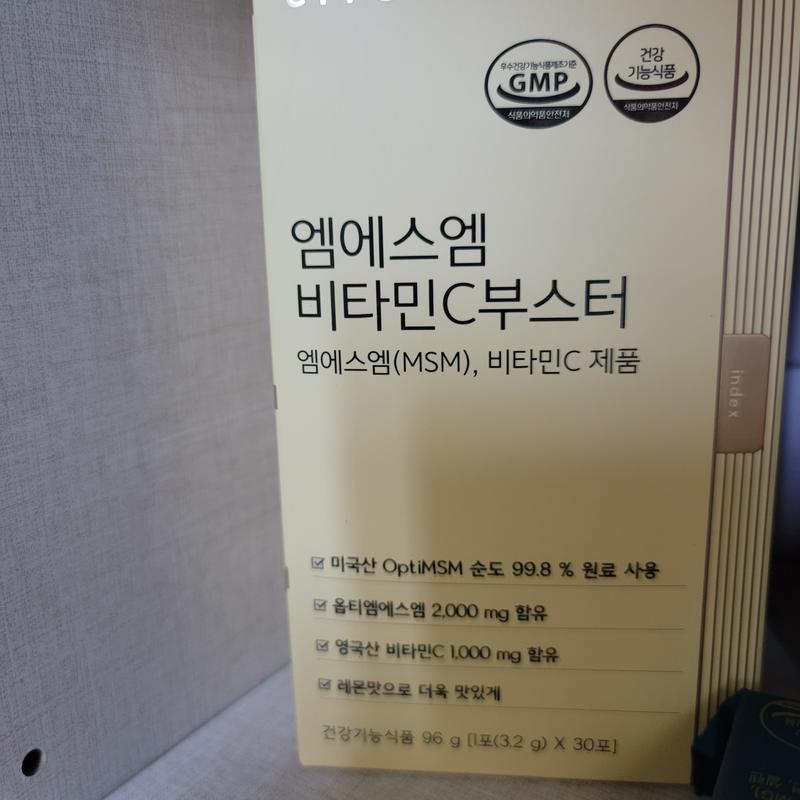 우수건강기능식품제조기준
GMP
식품의약품안전처
건강
기능식품
식품의약품안전처
엠에스엠
비타민C부스터
엠에스엠(MSM), 비타민C 제품
index
미국산 OptiMSM 순도 99.8 % 원료 사용
옵티엠에스엠 2,000 mg 함유
영국산 비타민C 1,000 mg 함유
레몬맛으로 더욱 맛있게
건강기능식품 96 g [1포(3.2 g) X 30포]